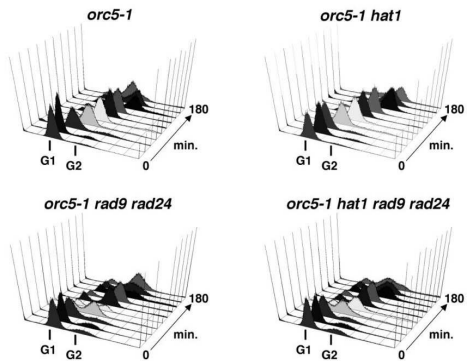 orc5-1
180
min.
0
G1
G2
orc5-1 hat1
180
min.
0
G1
G2
orc5-1 rad9 rad24
180
min.
0
G1
G2
orc5-1 hat1 rad9 rad24
180
min.
0
G1
G2